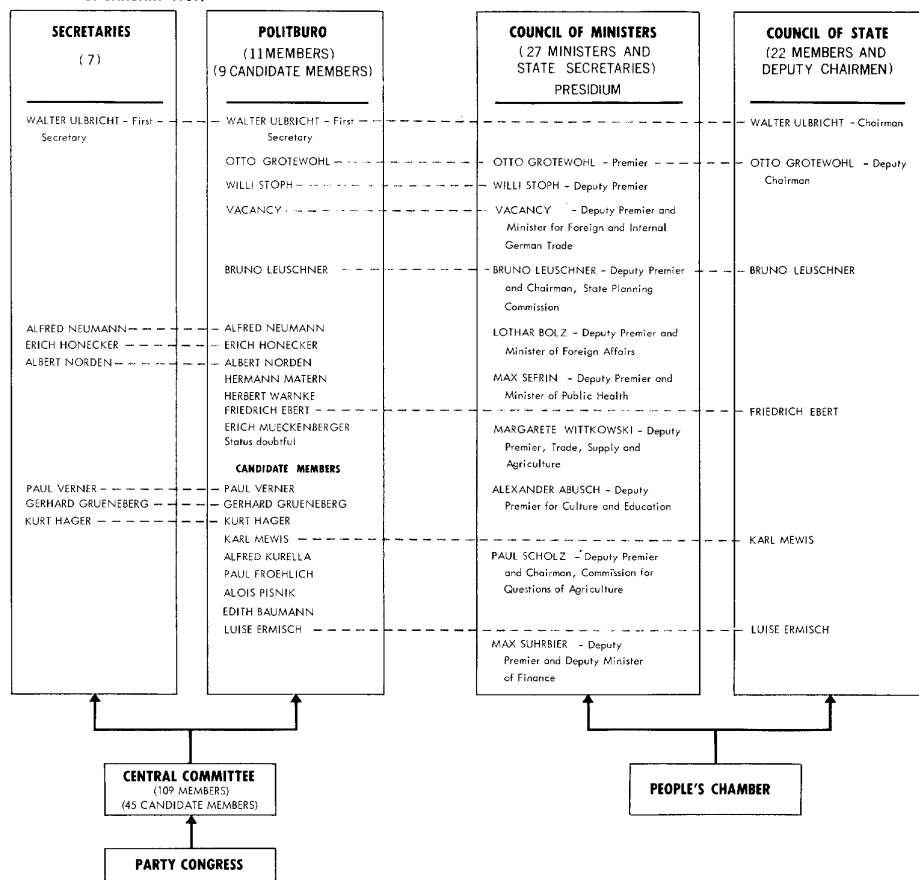 SECRETARIES
(7)
WALTER ULBRICHT – First
Secretary
ALFRED NEUMANN
ERICH HONECKER
ALBERT NORDEN
PAUL VERNER
GERHARD GRUENEBERG
KURT HAGER
POLITBURO
(11 MEMBERS)
(9 CANDIDATE MEMBERS)
WALTER ULBRICHT – First
Secretary
OTTO GROTEWOHL
WILLI STOPH
VACANCY
BRUNO LEUSCHNER
ALFRED NEUMANN
ERICH HONECKER
ALBERT NORDEN
HERMANN MATERN
HERBERT WARNKE
FRIEDRICH EBERT
ERICH MUECKENBERGER
Status doubtful
CANDIDATE MEMBERS
PAUL VERNER
GERHARD GRUENEBERG
KURT HAGER
KARL MEWIS
ALFRED KURELLA
PAUL FROEHLICH
ALOIS PISNIK
EDITH BAUMANN
LUISE ERMISCH
COUNCIL OF MINISTERS
(27 MINISTERS AND
STATE SECRETARIES)
PRESIDIUM
OTTO GROTEWOHL – Premier
WILLI STOPH – Deputy Premier
VACANCY – Deputy Premier and
Minister for Foreign and Internal
German Trade
BRUNO LEUSCHNER – Deputy Premier
and Chairman, State Planning
Commission
LOTHAR BOLZ – Deputy Premier and
Minister of Foreign Affairs
MAX SEFRIN – Deputy Premier and
Minister of Public Health
MARGARETE WITTKOWSKI – Deputy
Premier, Trade, Supply and
Agriculture
ALEXANDER ABUSCH – Deputy
Premier for Culture and Education
PAUL SCHOLZ – Deputy Premier
and Chairman, Commission for
Questions of Agriculture
MAX SUHRBIER – Deputy
Premier and Deputy Minister
of Finance
COUNCIL OF STATE
(22 MEMBERS AND
DEPUTY CHAIRMEN)
WALTER ULBRICHT – Chairman
OTTO GROTEWOHL – Deputy
Chairman
BRUNO LEUSCHNER
FRIEDRICH EBERT
KARL MEWIS
LUISE ERMISCH
CENTRAL COMMITTEE
(109 MEMBERS)
(45 CANDIDATE MEMBERS)
PARTY CONGRESS
PEOPLE'S CHAMBER